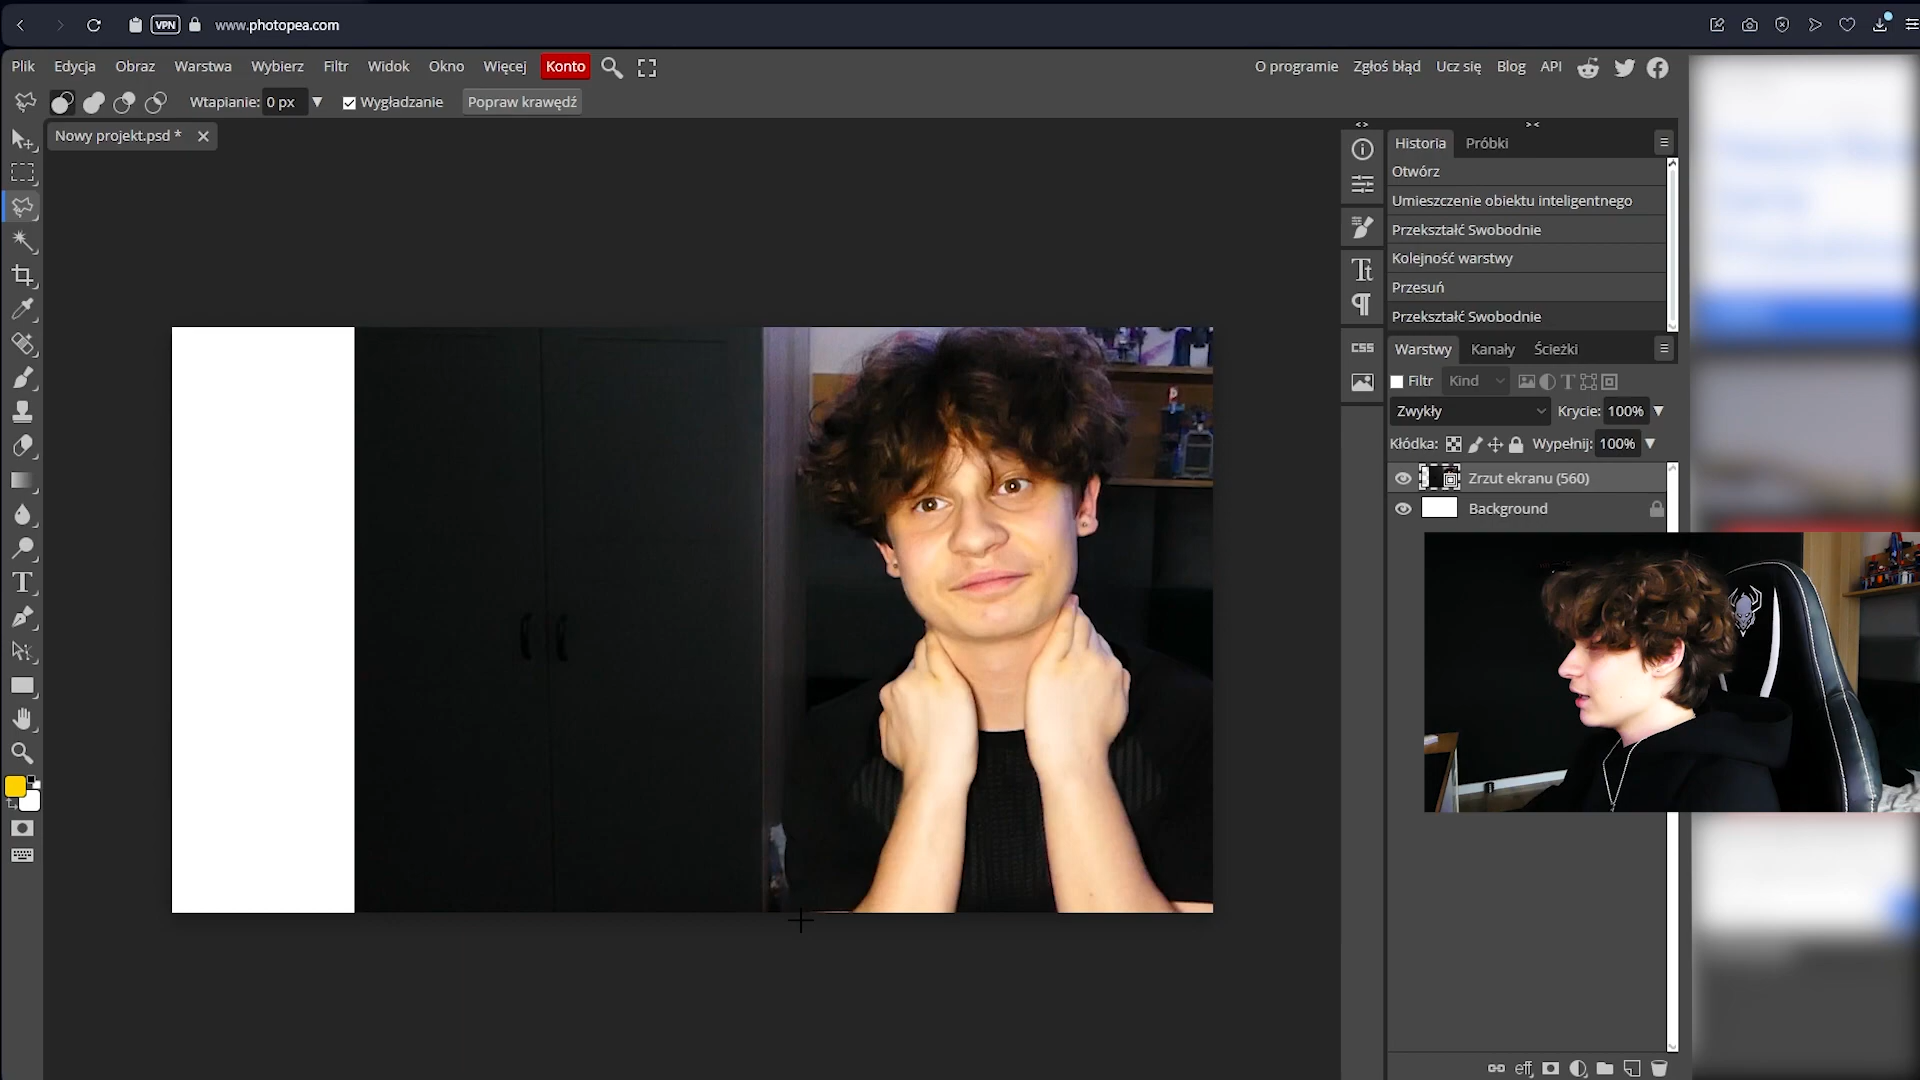 VPN www.photopea.com
Plik Edycja Obraz Warstwa Wybierz Filtr Widok Okno Więcej Konto
O programie Zgłoś błąd Ucz się Blog API
Wtapianie: 0 px Wygładzanie Popraw krawędź
Nowy projekt.psd *
Historia Próbki
Otwórz
Umieszczenie obiektu inteligentnego
Przekształć Swobodnie
Kolejność warstwy
Przesuń
Przekształć Swobodnie
CSS
Warstwy Kanały Ścieżki
Filtr Kind
Zwykły Krycie: 100%
Kłódka: Wypełnij: 100%
Zrzut ekranu (560)
Background
eff